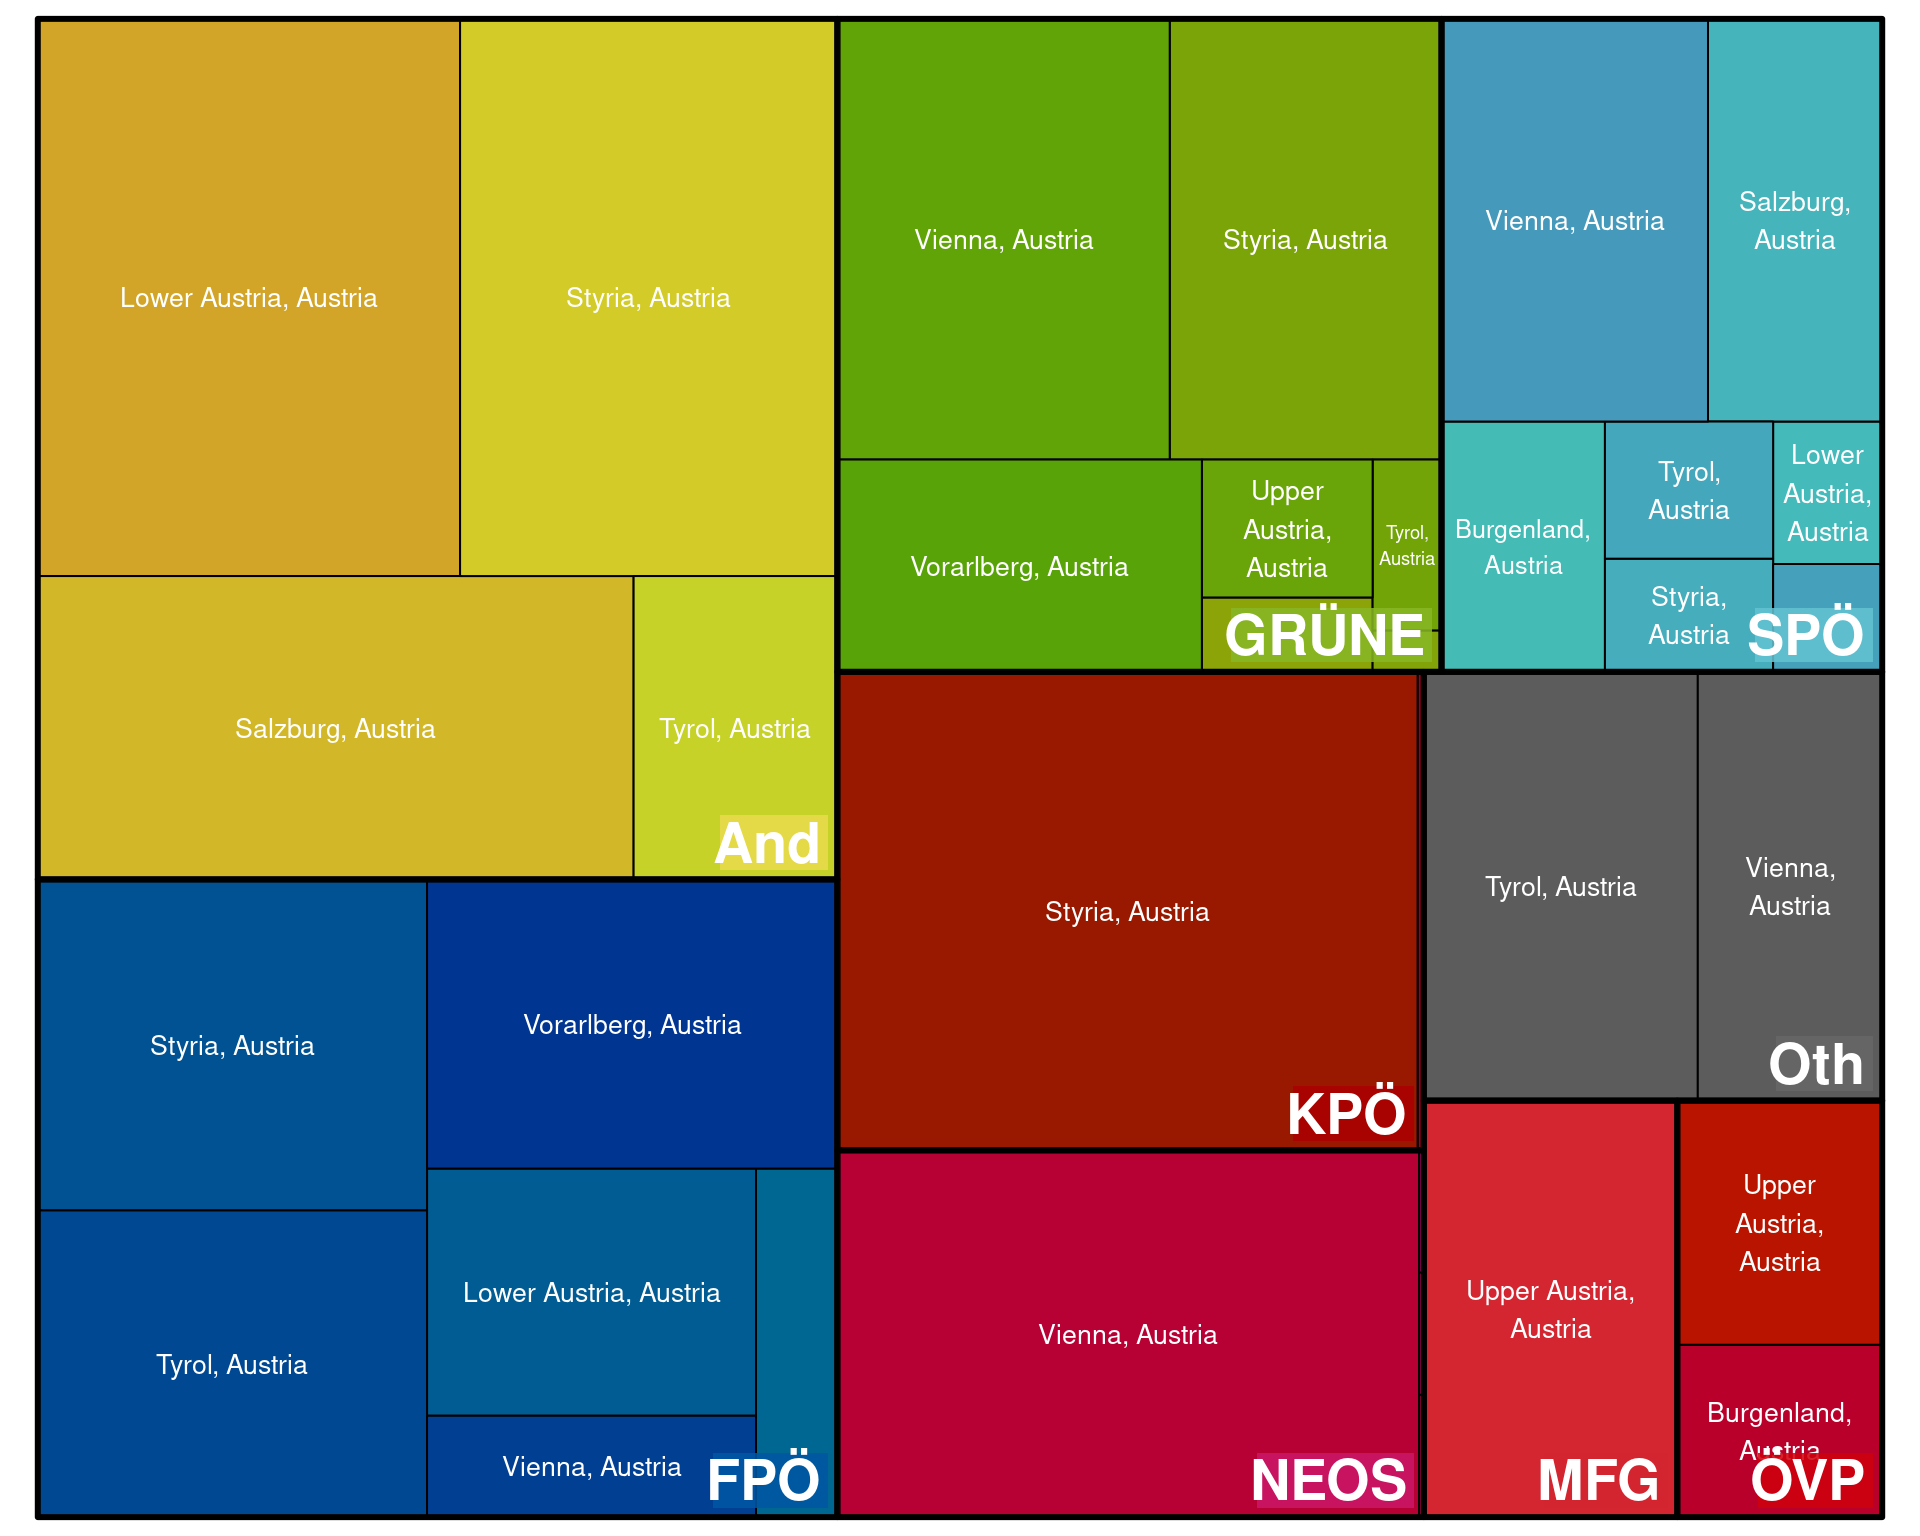 Lower Austria, Austria
Styria, Austria
Salzburg, Austria
Tyrol, Austria
And
Styria, Austria
Vorarlberg, Austria
Tyrol, Austria
Lower Austria, Austria
Vienna, Austria
FPÖ
Vienna, Austria
Styria, Austria
Vorarlberg, Austria
Upper
Austria,
Austria
Tyrol,
Austria
GRÜNE
Vienna, Austria
Salzburg,
Austria
Burgenland,
Austria
Tyrol,
Austria
Lower
Austria,
Austria
Styria,
Austria
SPÖ
Styria, Austria
KPÖ
Vienna, Austria
NEOS
Tyrol, Austria
Vienna,
Austria
Oth
Upper Austria,
Austria
MFG
Upper
Austria,
Austria
Burgenland,
Austria
ÖVP